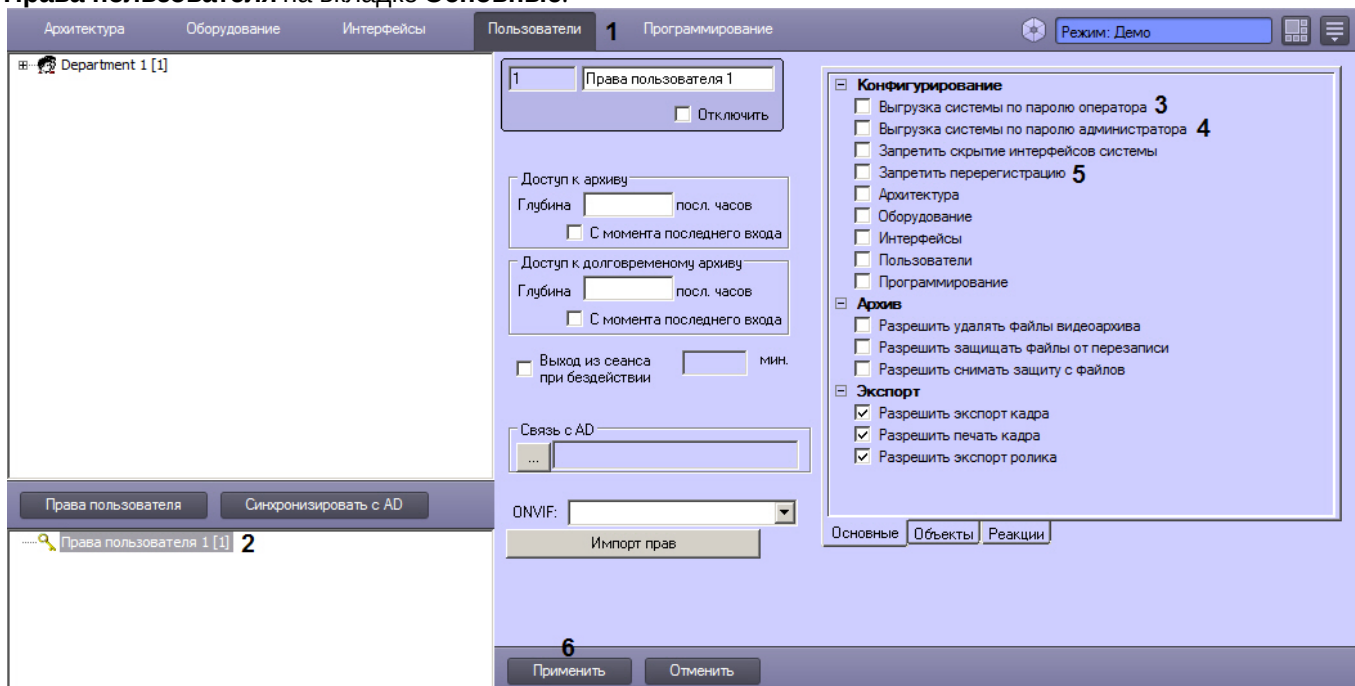 Права пользователя на вкладке Основные.
Архитектура Оборудование Интерфейсы Пользователи 1 Программирование Режим: Демо
Department 1 [1]
1 Права пользователя 1
Отключить
Доступ к архиву
Глубина посл. часов
С момента последнего входа
Доступ к долговременому архиву
Глубина посл. часов
С момента последнего входа
Выход из сеанса мин.
при бездействии
Связь с AD
...
ONVIF:
Импорт прав
Конфигурирование
Выгрузка системы по паролю оператора 3
Выгрузка системы по паролю администратора 4
Запретить скрытие интерфейсов системы
Запретить перерегистрацию 5
Архитектура
Оборудование
Интерфейсы
Пользователи
Программирование
Архив
Разрешить удалять файлы видеоархива
Разрешить защищать файлы от перезаписи
Разрешить снимать защиту с файлов
Экспорт
Разрешить экспорт кадра
Разрешить печать кадра
Разрешить экспорт ролика
Основные Объекты Реакции
Права пользователя Синхронизировать с AD
Права пользователя 1 [1] 2
6
Применить Отменить